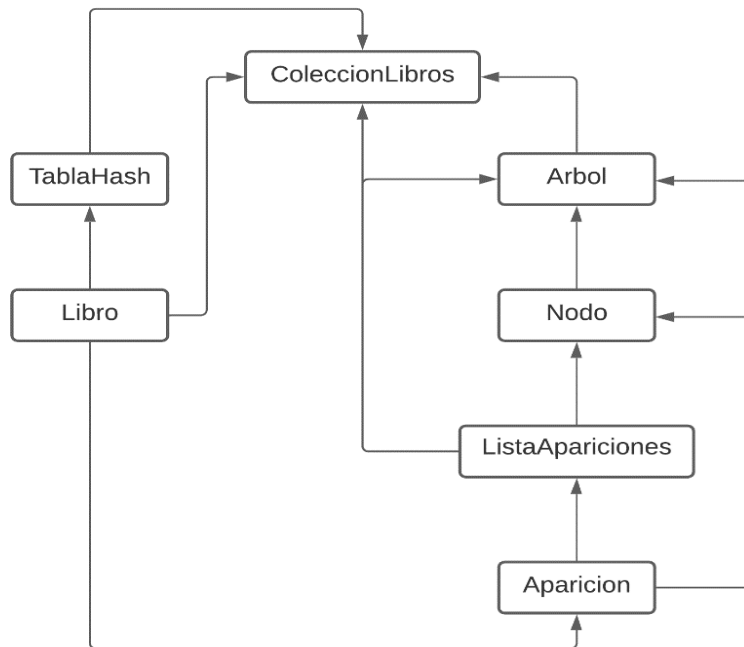 ColeccionLibros
TablaHash
Arbol
Libro
Nodo
ListaApariciones
Aparicion